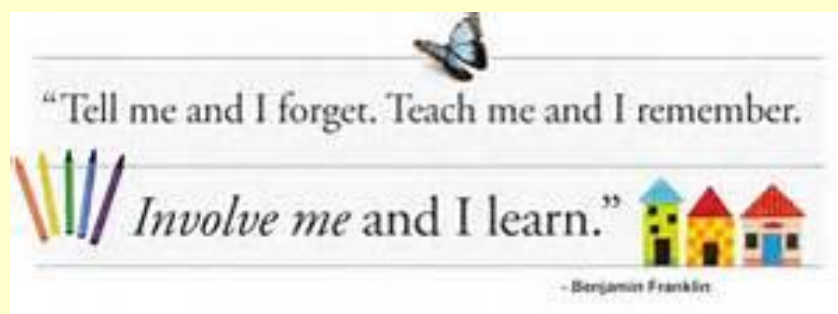 “Tell me and I forget. Teach me and I remember.
Involve me and I learn.”
- Benjamin Franklin